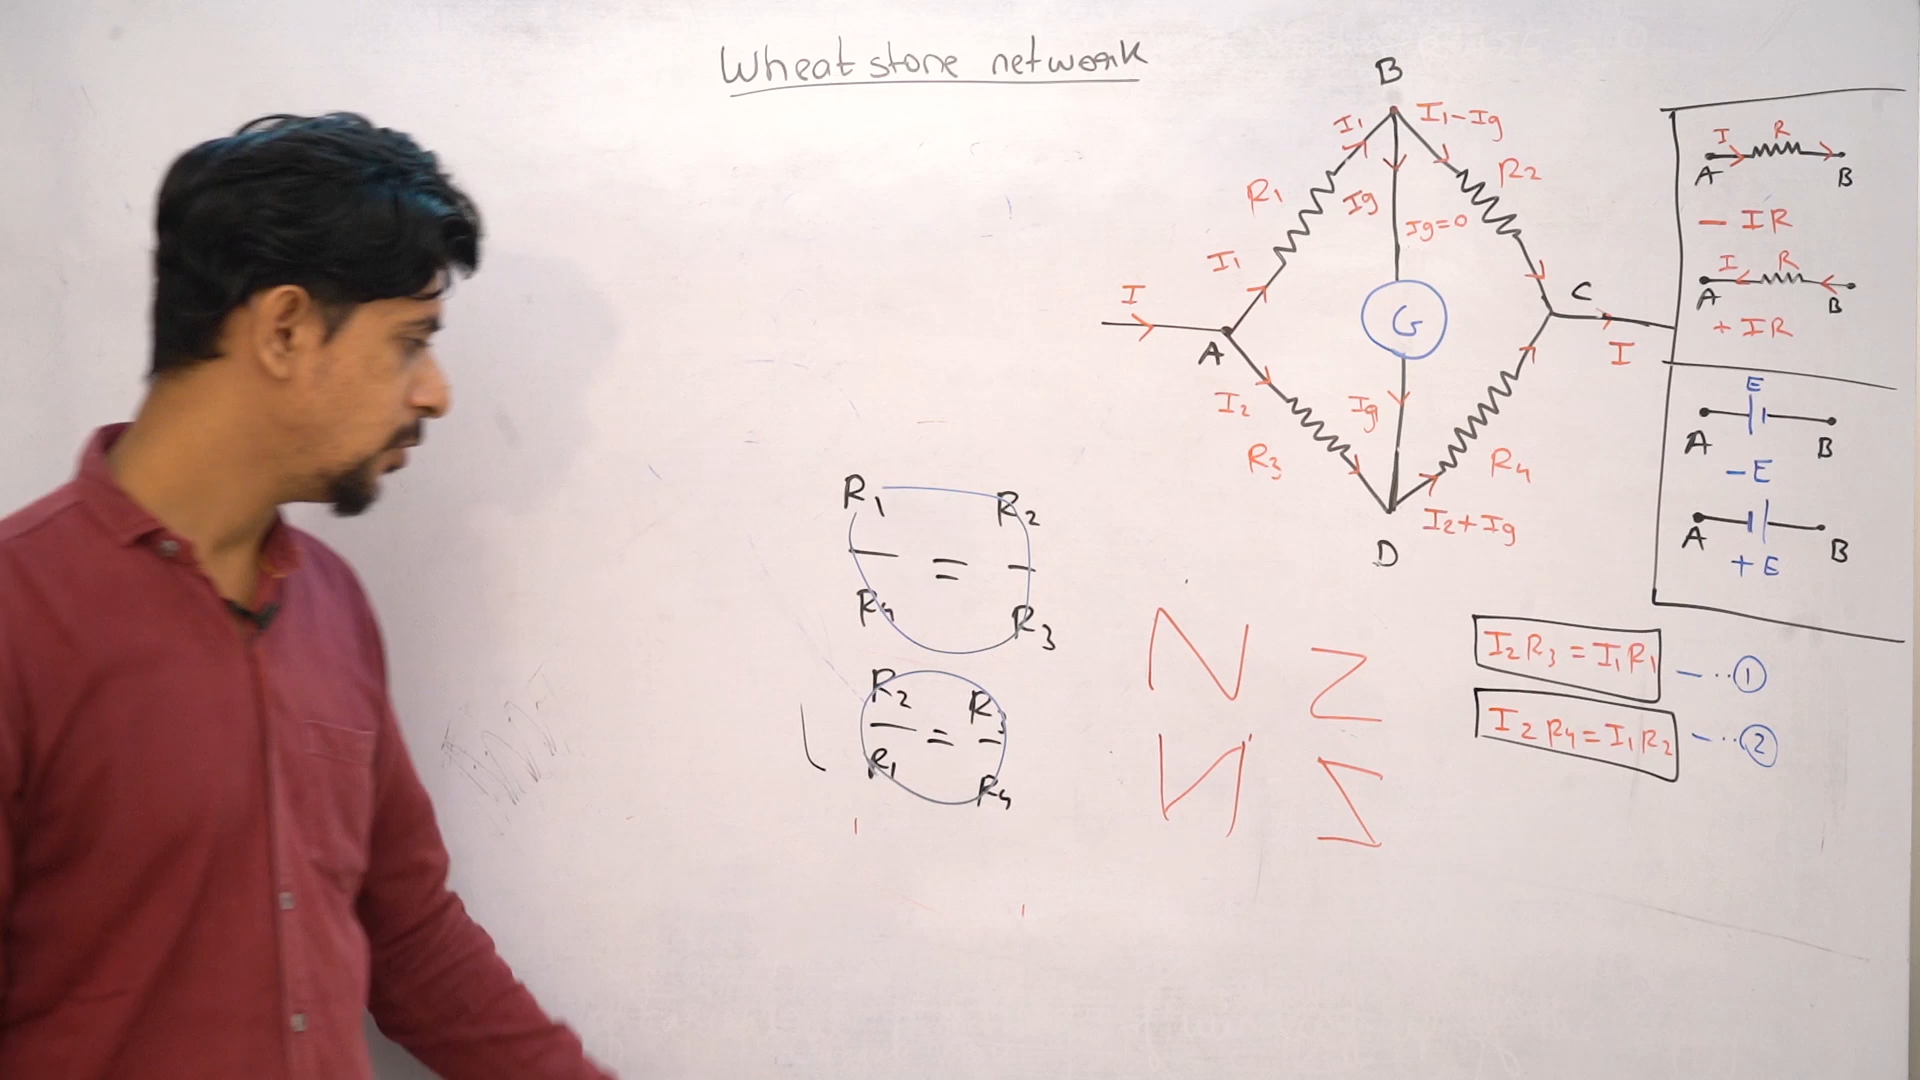 Wheatstone network
B
I₁
I₁-Ig
R₁
Ig
R₂
Ig=0
I₁
I
A
G
C
I
I₂
Ig
R₃
R₄
I₂+Ig
D
I R
A B
- IR
I R
A B
+ IR
E
A B
-E
A B
+E
R₁ R₂
— = —
R₄ R₃
R₂ R₃
— = —
R₁ R₄
N Z
I₂R₃ = I₁R₁ - - - ①
I₂R₄ = I₁R₂ - - - ②